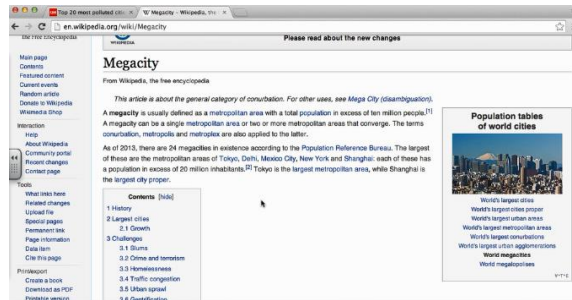 Top 20 most polluted citie
Megacity - Wikipedia, the
en.wikipedia.org/wiki/Megacity
The Free Encyclopedia
WIKIPEDIA
Please read about the new changes
Main page
Contents
Featured content
Current events
Random article
Donate to Wikipedia
Wikimedia Shop
Interaction
Help
About Wikipedia
Community portal
Recent changes
Contact page
Tools
What links here
Related changes
Upload file
Special pages
Permanent link
Page information
Data item
Cite this page
Print/export
Create a book
Download as PDF
Printable version
Megacity
From Wikipedia, the free encyclopedia
This article is about the general category of conurbation. For other uses, see Mega City (disambiguation).
A megacity is usually defined as a metropolitan area with a total population in excess of ten million people.[1]
A megacity can be a single metropolitan area or two or more metropolitan areas that converge. The terms
conurbation, metropolis and metroplex are also applied to the latter.
As of 2013, there are 24 megacities in existence according to the Population Reference Bureau. The largest
of these are the metropolitan areas of Tokyo, Delhi, Mexico City, New York and Shanghai: each of these has
a population in excess of 20 million inhabitants.[2] Tokyo is the largest metropolitan area, while Shanghai is
the largest city proper.
Contents [hide]
1 History
2 Largest cities
2.1 Growth
3 Challenges
3.1 Slums
3.2 Crime and terrorism
3.3 Homelessness
3.4 Traffic congestion
3.5 Urban sprawl
3.6 Gentrification
Population tables
of world cities
World's largest cities
World's largest cities proper
World's largest urban areas
World's largest metropolitan areas
World's largest conurbations
World's largest urban agglomerations
World megacities
World megalopolises
V·T·E